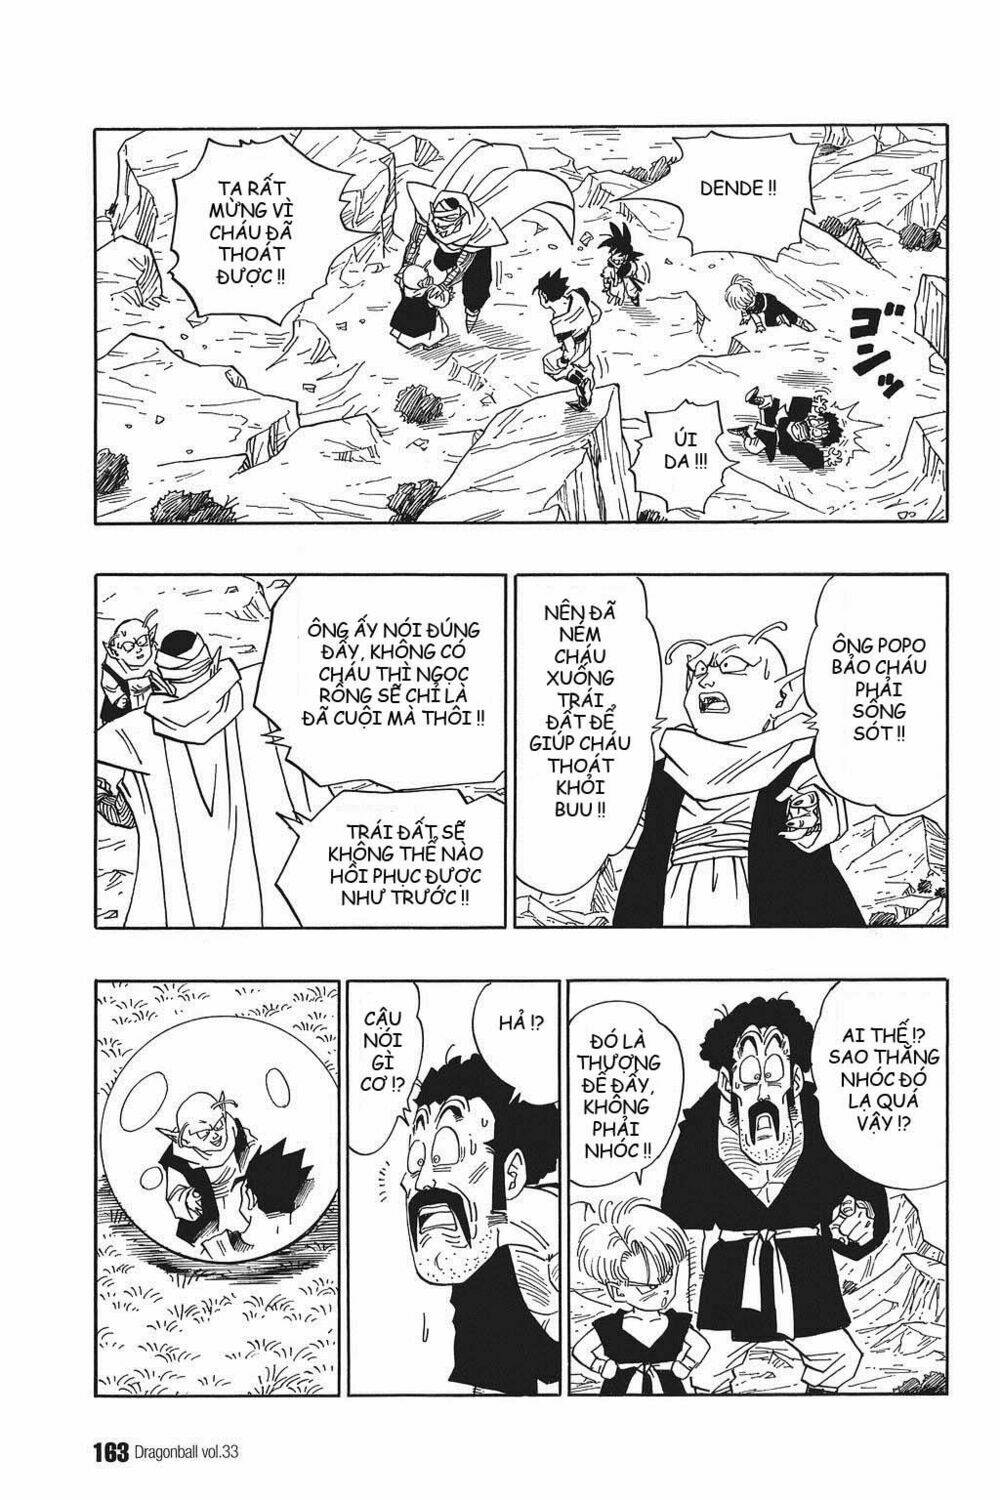 DENDE !!
TA RẤT
MỪNG VÌ
CHÁU ĐÃ
THOÁT
ĐƯỢC !!
ゴンッ
ÚI
DA !!!
ÔNG POPO
BẢO CHÁU
PHẢI
SỐNG
SÓT !!
NÊN ĐÃ
NÉM
CHÁU
XUỐNG
TRÁI
ĐẤT ĐỂ
GIÚP CHÁU
THOÁT
KHỎI
BUU !!
ÔNG ẤY NÓI ĐÚNG
ĐẤY, KHÔNG CÓ
CHÁU THÌ NGỌC
RỒNG SẼ CHỈ LÀ
ĐÃ CUỘI MÀ THÔI !!
TRÁI ĐẤT SẼ
KHÔNG THỂ NÀO
HỒI PHỤC ĐƯỢC
NHƯ TRƯỚC !!
AI THẾ !?
SAO THẰNG
NHÓC ĐÓ
LẠ QUÁ
VẬY !?
ĐÓ LÀ
THƯỢNG
ĐẾ ĐẤY,
KHÔNG
PHẢI
NHÓC !!
HẢ !?
CẬU
NÓI
GÌ
CƠ !?
163 Dragonball vol.33